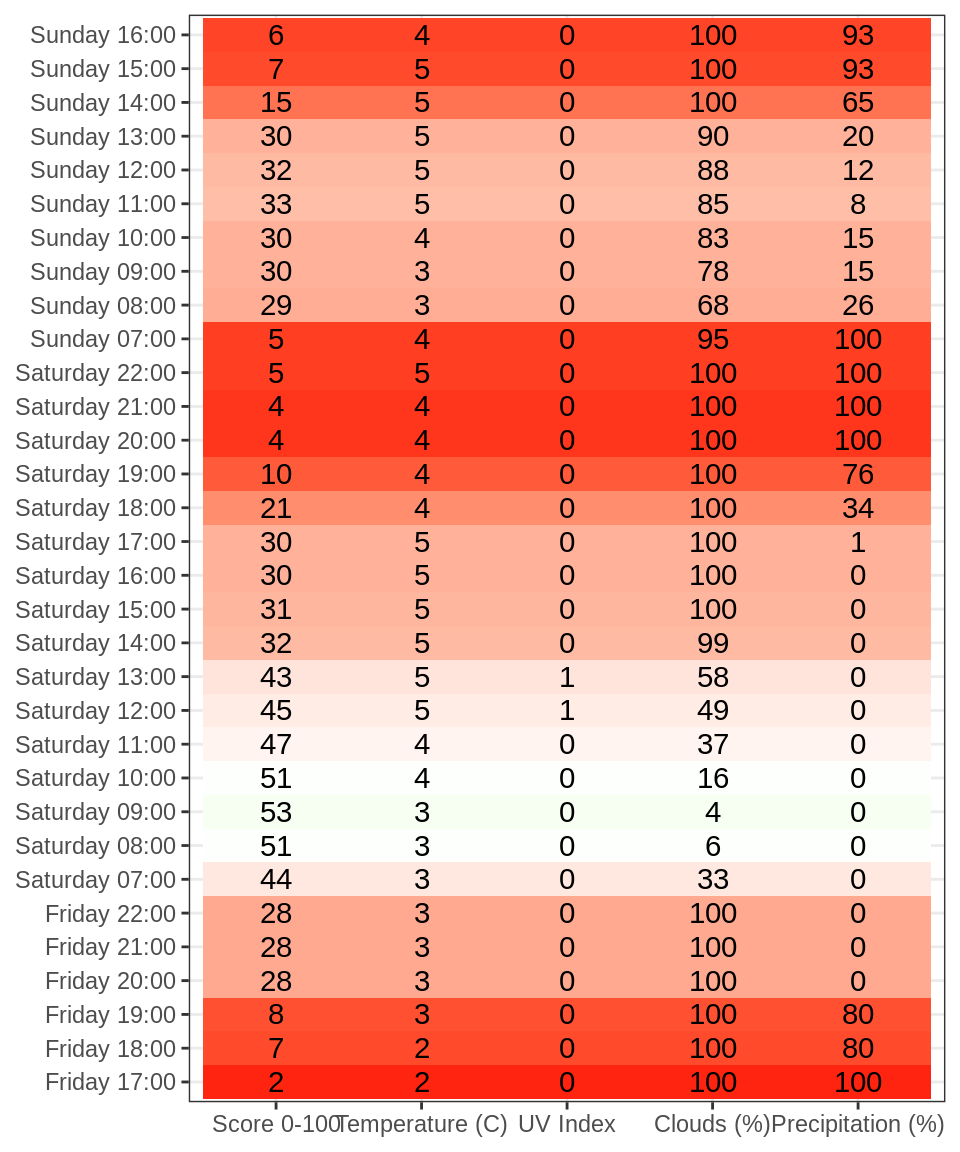 Sunday 16:00 6 4 0 100 93
Sunday 15:00 7 5 0 100 93
Sunday 14:00 15 5 0 100 65
Sunday 13:00 30 5 0 90 20
Sunday 12:00 32 5 0 88 12
Sunday 11:00 33 5 0 85 8
Sunday 10:00 30 4 0 83 15
Sunday 09:00 30 3 0 78 15
Sunday 08:00 29 3 0 68 26
Sunday 07:00 5 4 0 95 100
Saturday 22:00 5 5 0 100 100
Saturday 21:00 4 4 0 100 100
Saturday 20:00 4 4 0 100 100
Saturday 19:00 10 4 0 100 76
Saturday 18:00 21 4 0 100 34
Saturday 17:00 30 5 0 100 1
Saturday 16:00 30 5 0 100 0
Saturday 15:00 31 5 0 100 0
Saturday 14:00 32 5 0 99 0
Saturday 13:00 43 5 1 58 0
Saturday 12:00 45 5 1 49 0
Saturday 11:00 47 4 0 37 0
Saturday 10:00 51 4 0 16 0
Saturday 09:00 53 3 0 4 0
Saturday 08:00 51 3 0 6 0
Saturday 07:00 44 3 0 33 0
Friday 22:00 28 3 0 100 0
Friday 21:00 28 3 0 100 0
Friday 20:00 28 3 0 100 0
Friday 19:00 8 3 0 100 80
Friday 18:00 7 2 0 100 80
Friday 17:00 2 2 0 100 100
Score 0-100 Temperature (C) UV Index Clouds (%) Precipitation (%)